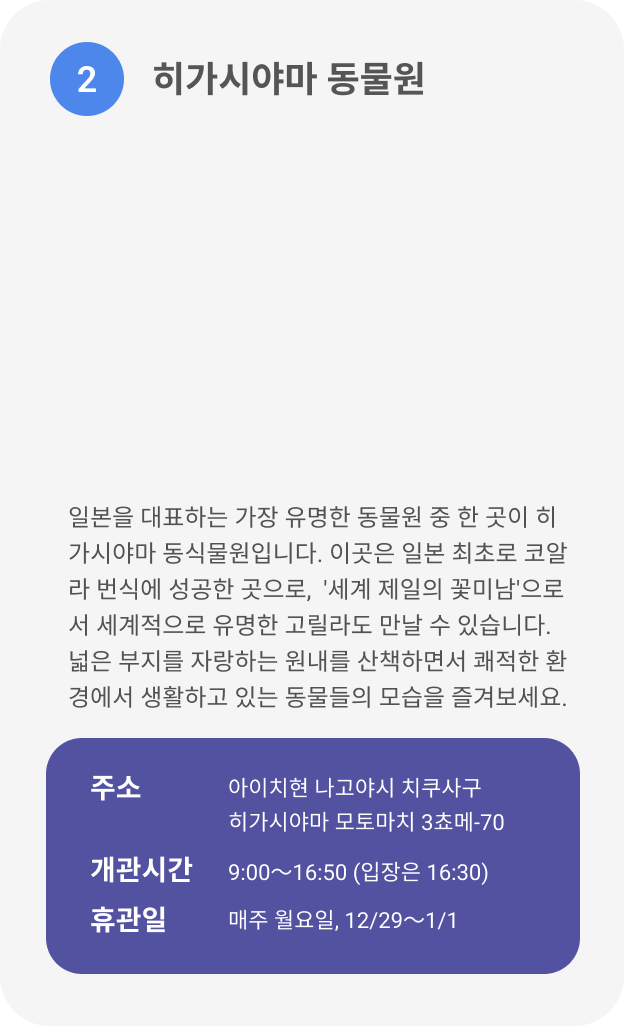 2
히가시야마 동물원
일본을 대표하는 가장 유명한 동물원 중 한 곳이 히
가시야마 동식물원입니다. 이곳은 일본 최초로 코알
라 번식에 성공한 곳으로, '세계 제일의 꽃미남'으로
서 세계적으로 유명한 고릴라도 만날 수 있습니다.
넓은 부지를 자랑하는 원내를 산책하면서 쾌적한 환
경에서 생활하고 있는 동물들의 모습을 즐겨보세요.
주소 아이치현 나고야시 치쿠사구
히가시야마 모토마치 3쵸메-70
개관시간 9:00～16:50 (입장은 16:30)
휴관일 매주 월요일, 12/29～1/1